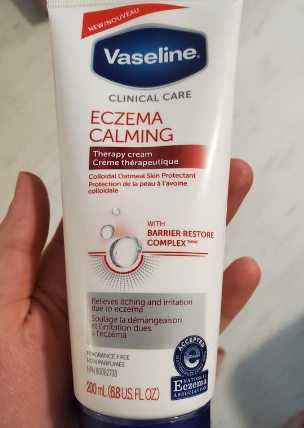 NEW/NOUVEAU
Vaseline.
CLINICAL CARE
ECZEMA
CALMING
Therapy cream
Crème thérapeutique
Colloidal Oatmeal Skin Protectant
Protection de la peau à l'avoine
colloïdale
WITH
BARRIER RESTORE
COMPLEX
Relieves itching and irritation
due to eczema
Soulage la démangeaison
et l'irritation dues
à l'eczéma
FRAGRANCE FREE
NON PARFUMÉE
NPN 80092703
200 mL (6.8 U.S. FL OZ)
ACCEPTED
NATIONAL
Eczema
ASSOCIATION